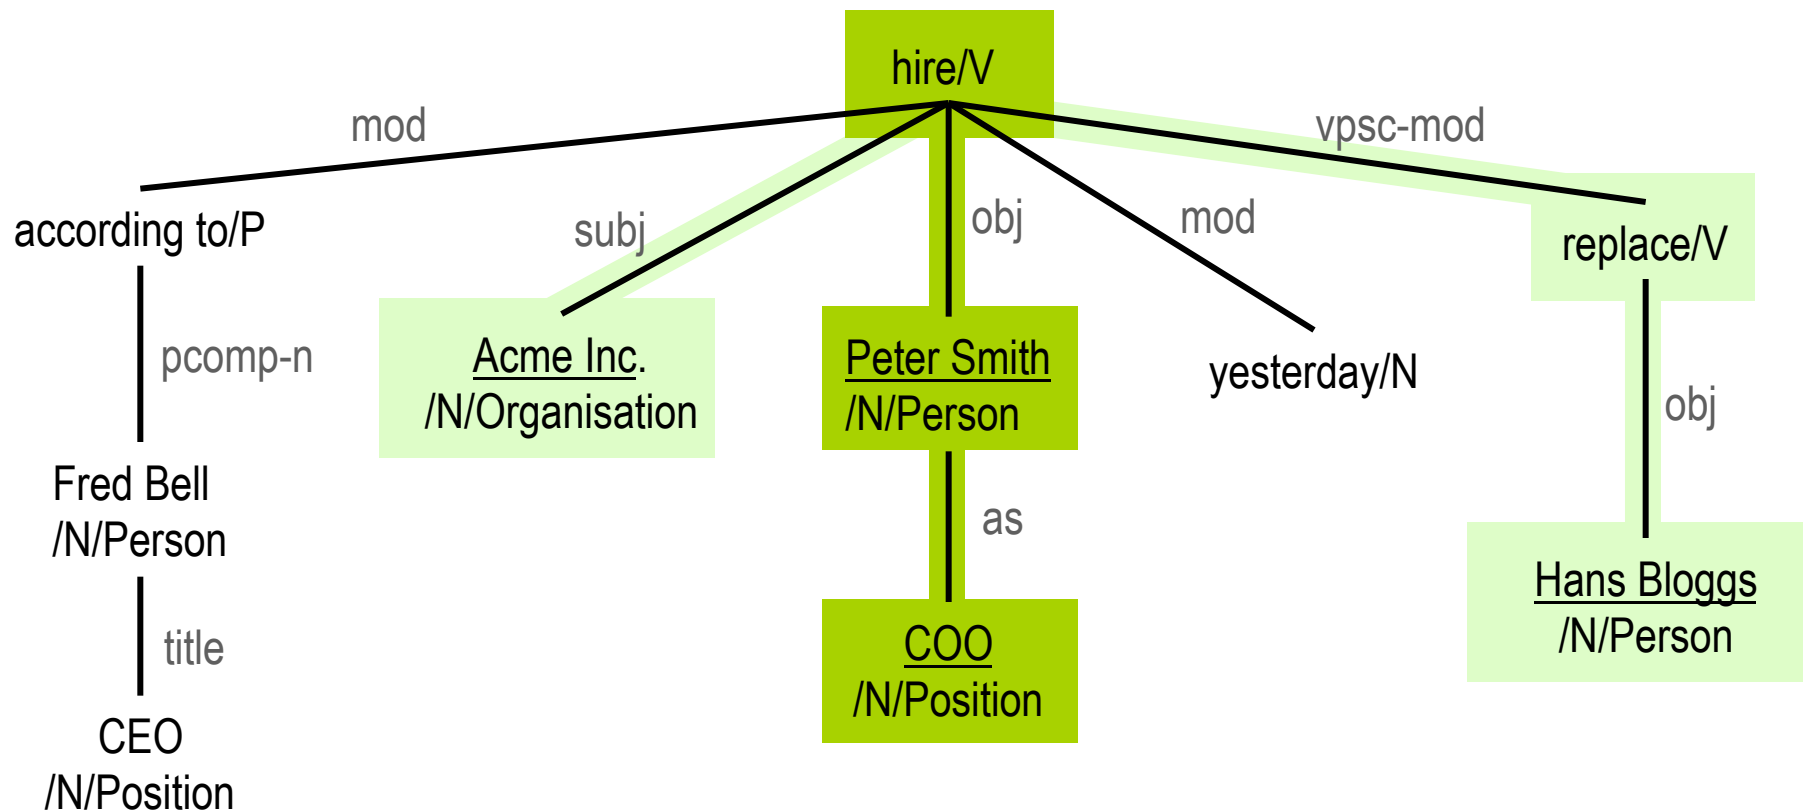 hire/V
mod
vpsc-mod
according to/P
subj
obj
mod
replace/V
pcomp-n
Acme Inc.
/N/Organisation
Peter Smith
/N/Person
yesterday/N
obj
Fred Bell
/N/Person
as
Hans Bloggs
/N/Person
title
COO
/N/Position
CEO
/N/Position